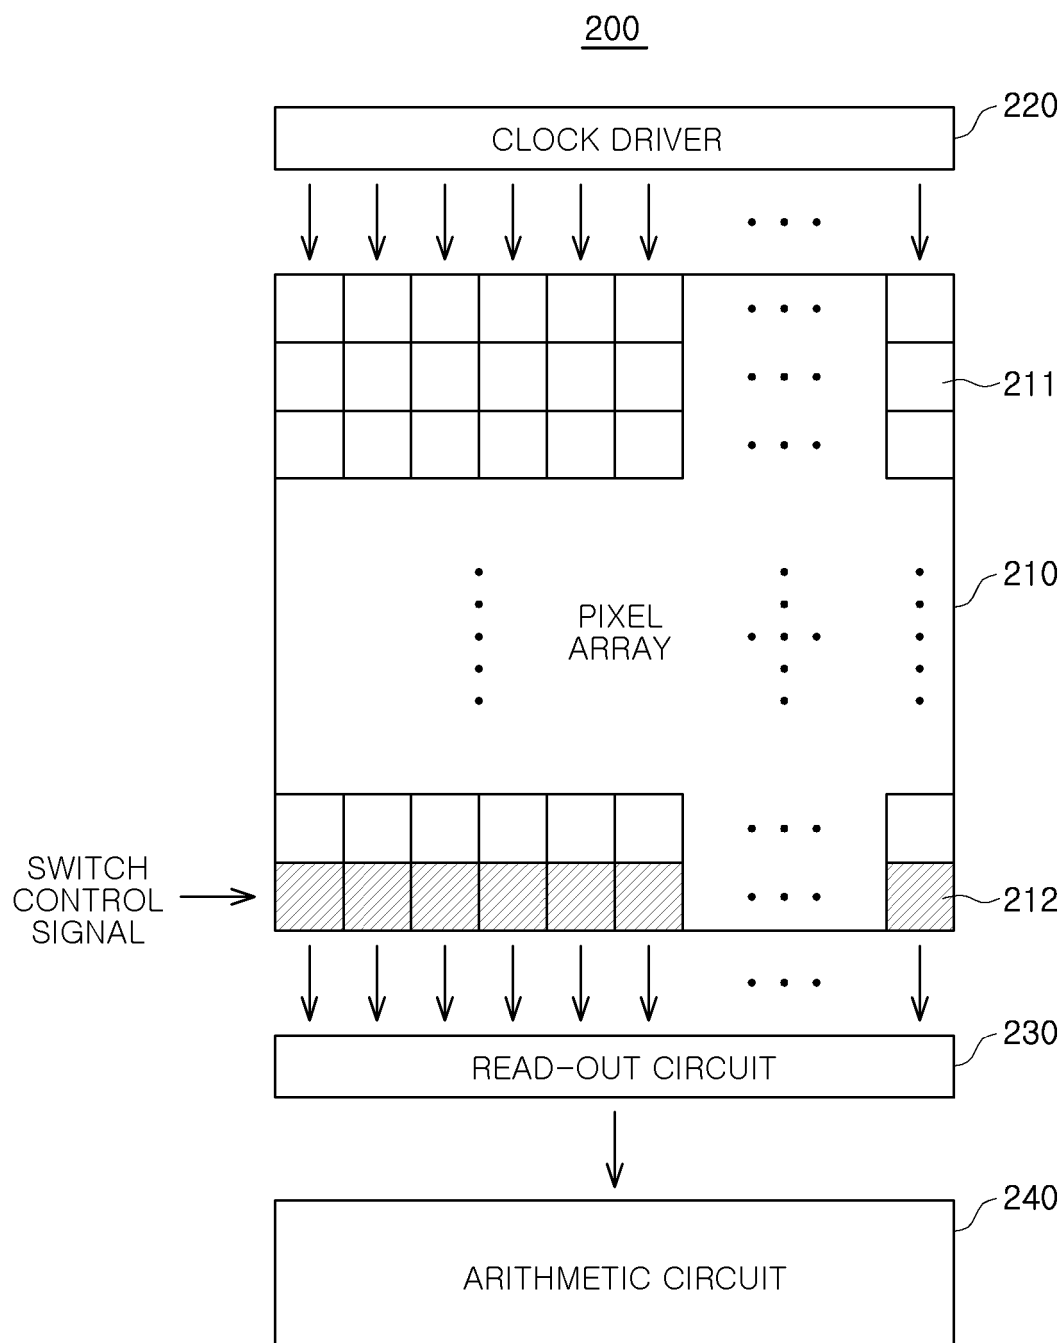 200
CLOCK DRIVER
220
211
210
PIXEL
ARRAY
SWITCH
CONTROL
SIGNAL
212
READ-OUT CIRCUIT
230
ARITHMETIC CIRCUIT
240